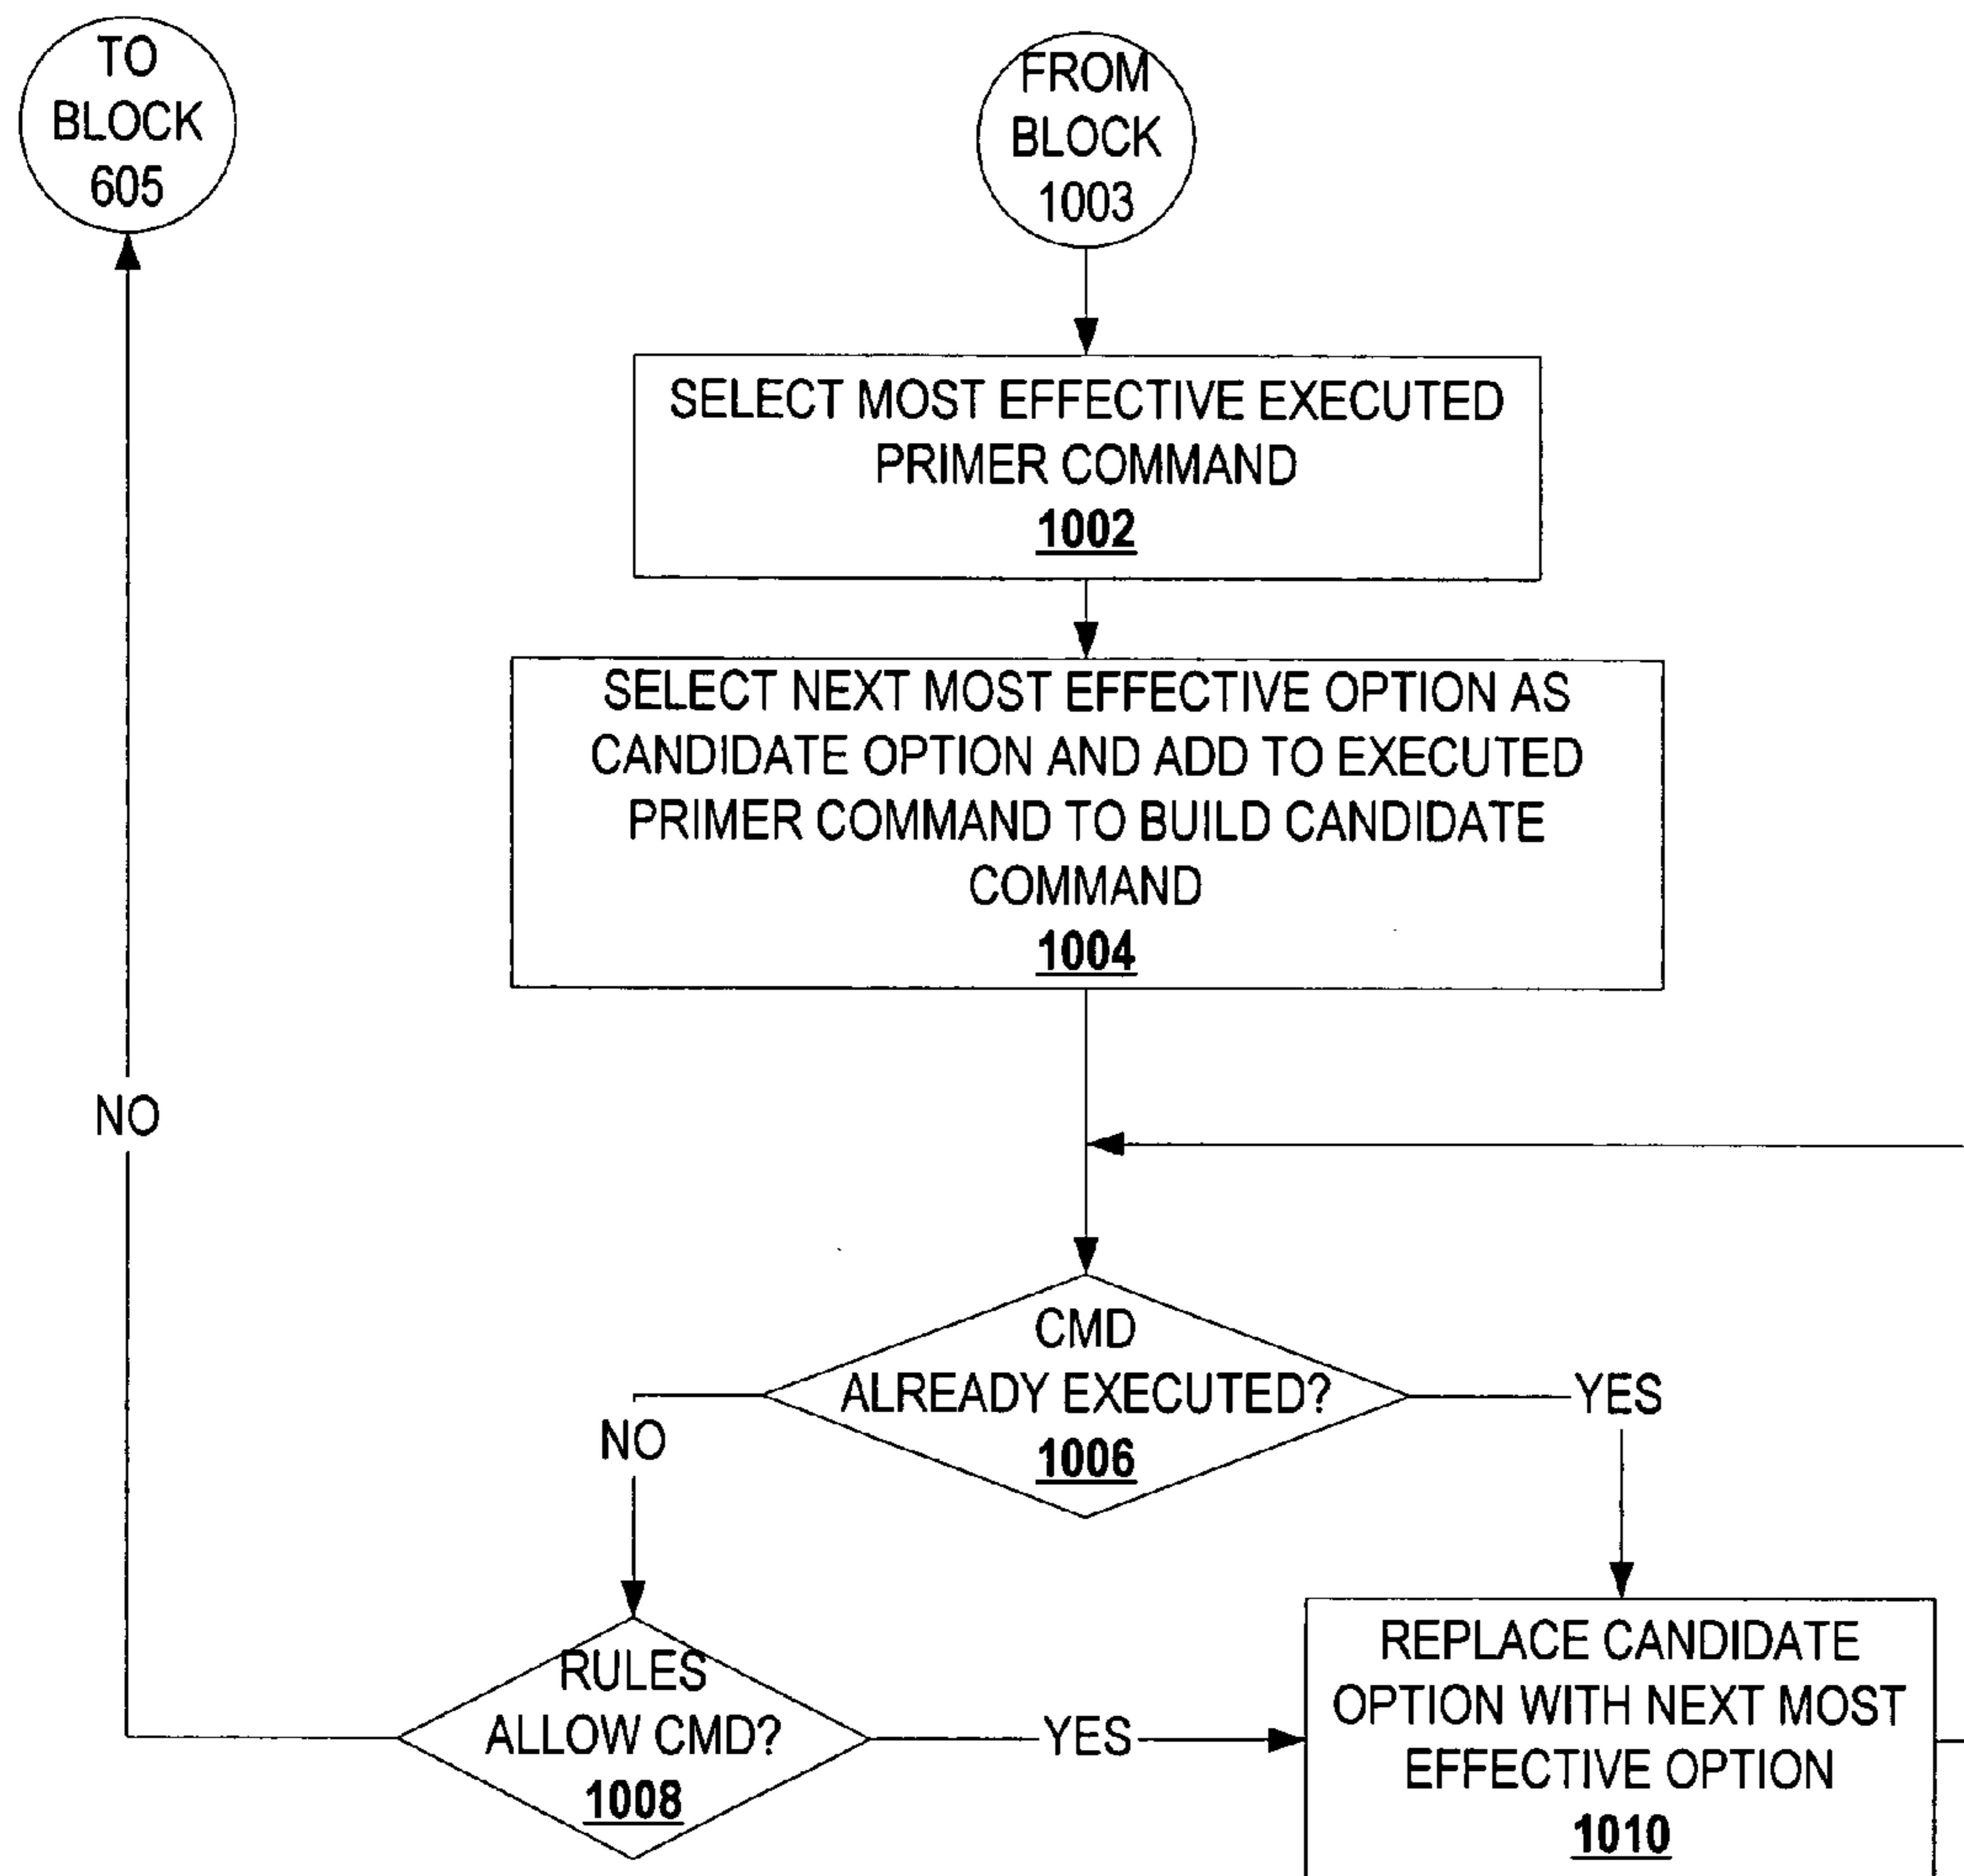 TO
BLOCK
605
FROM
BLOCK
1003
SELECT MOST EFFECTIVE EXECUTED
PRIMER COMMAND
1002
SELECT NEXT MOST EFFECTIVE OPTION AS
CANDIDATE OPTION AND ADD TO EXECUTED
PRIMER COMMAND TO BUILD CANDIDATE
COMMAND
1004
NO
CMD
ALREADY EXECUTED?
1006
NO
YES
RULES
ALLOW CMD?
1008
YES
REPLACE CANDIDATE
OPTION WITH NEXT MOST
EFFECTIVE OPTION
1010